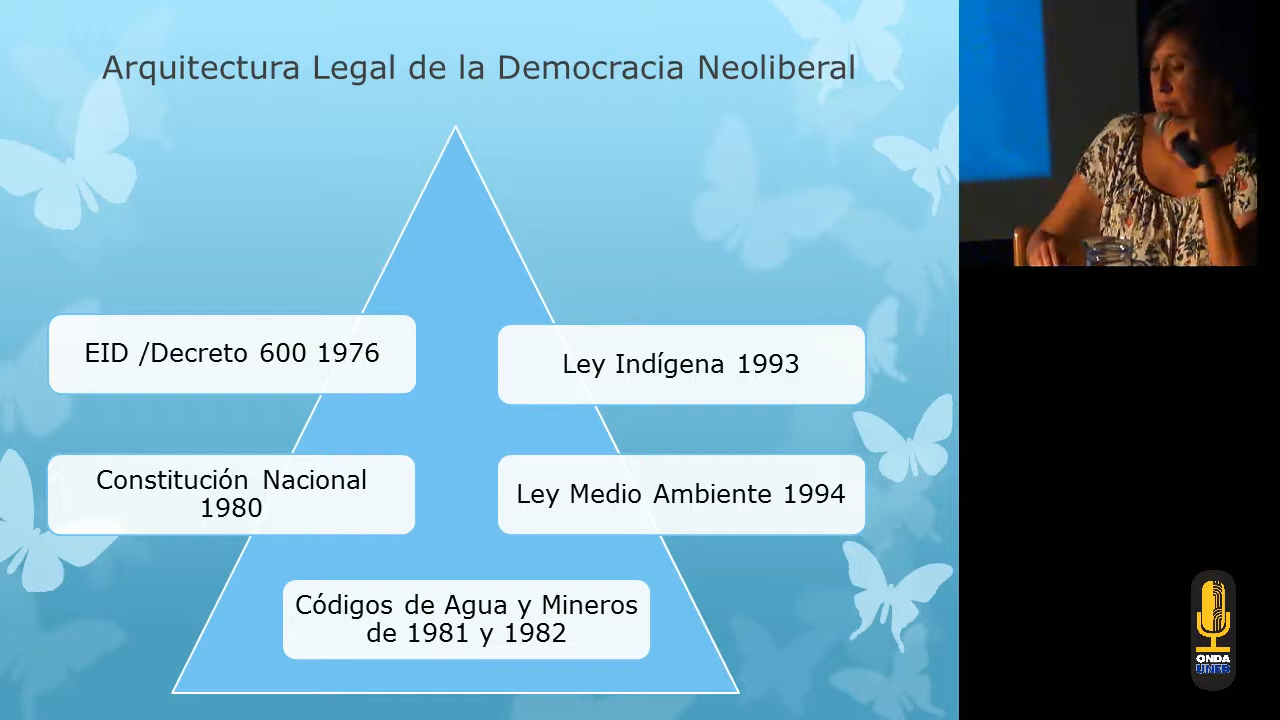 Arquitectura Legal de la Democracia Neoliberal
EID /Decreto 600 1976
Ley Indígena 1993
Constitución Nacional
1980
Ley Medio Ambiente 1994
Códigos de Agua y Mineros
de 1981 y 1982
ONDA
UNEB